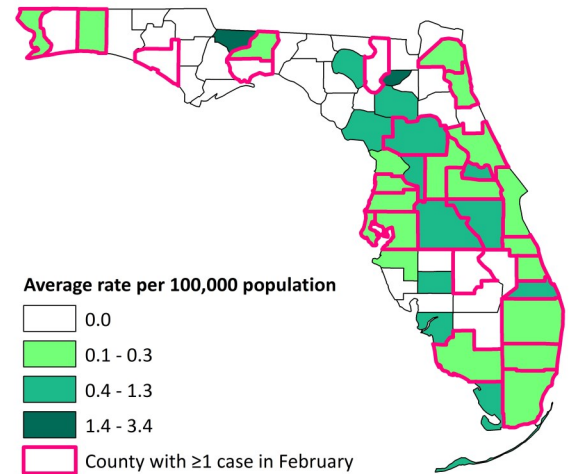 Average rate per 100,000 population
0.0
0.1 - 0.3
0.4 - 1.3
1.4 - 3.4
County with ≥1 case in February